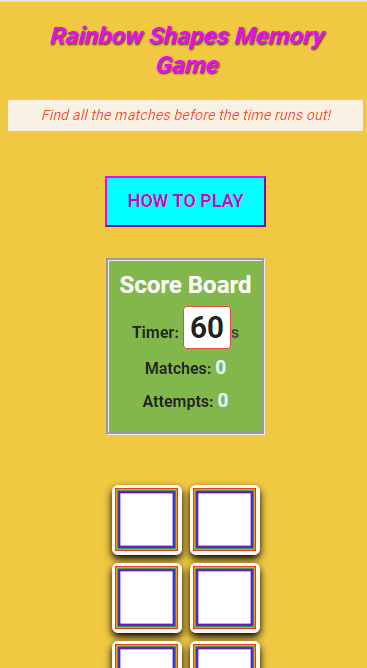 Rainbow Shapes Memory
Game
Find all the matches before the time runs out!
HOW TO PLAY
Score Board
Timer: 60 s
Matches: 0
Attempts: 0